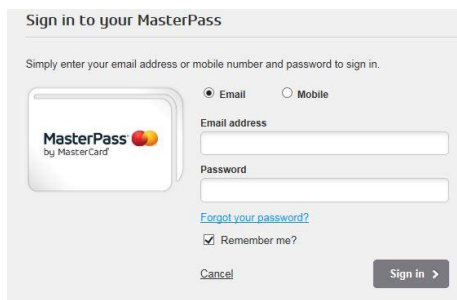 Sign in to your MasterPass
Simply enter your email address or mobile number and password to sign in.
Email Mobile
MasterPass
by MasterCard
Email address
Password
Forgot your password?
Remember me?
Cancel
Sign in >